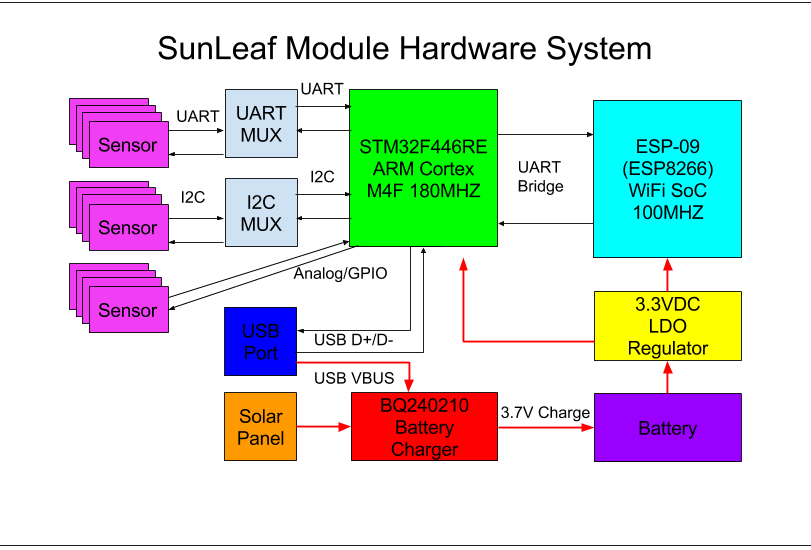 SunLeaf Module Hardware System
UART
UART
UART
MUX
Sensor
STM32F446RE
ARM Cortex
M4F 180MHZ
ESP-09
(ESP8266)
WiFi SoC
100MHZ
UART
Bridge
I2C
I2C
I2C
MUX
Sensor
Analog/GPIO
Sensor
USB
Port
USB D+/D-
USB VBUS
3.3VDC
LDO
Regulator
Solar
Panel
BQ240210
Battery
Charger
3.7V Charge
Battery